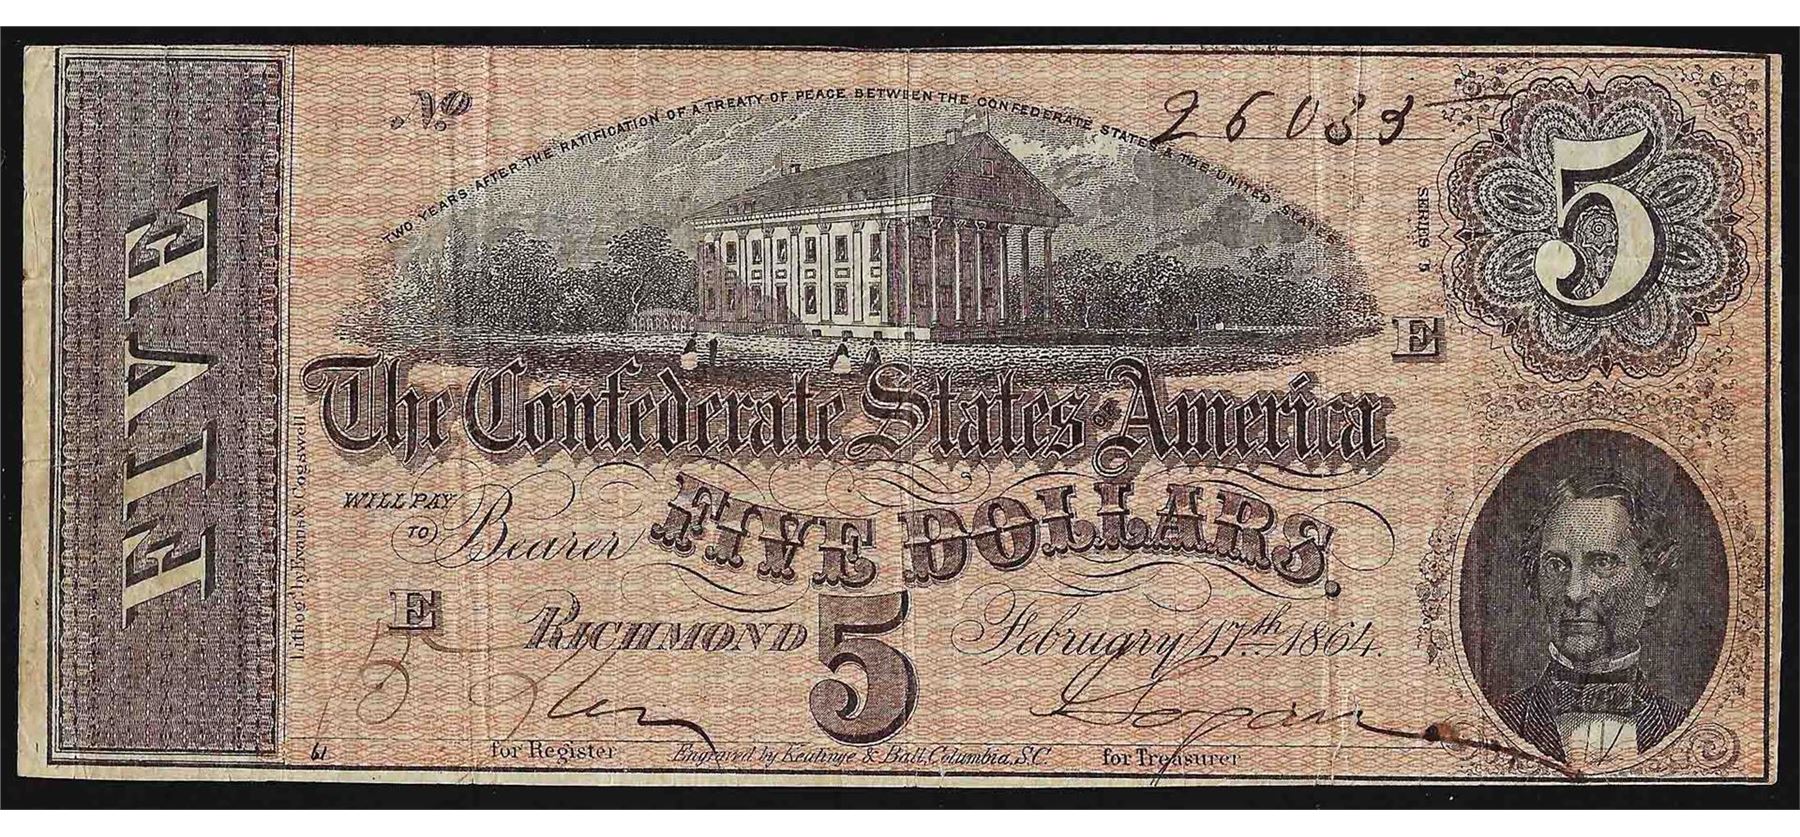 No. 26033
TWO YEARS AFTER THE RATIFICATION OF A TREATY OF PEACE BETWEEN THE CONFEDERATE STATES & THE UNITED STATES
5
SERIES 5
FIVE
E
The Confederate States of America
WILL PAY TO Bearer FIVE DOLLARS.
E
RICHMOND 5 February 17th 1864.
61 for Register Engraved by Keatinge & Ball, Columbia, S.C. for Treasurer
Lithog'd by Evans & Cogswell